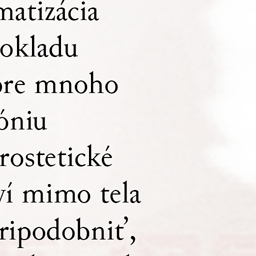 matizácia
okladu
ore mnoho
óniu
rostetické
ví mimo tela
ripodobniť,